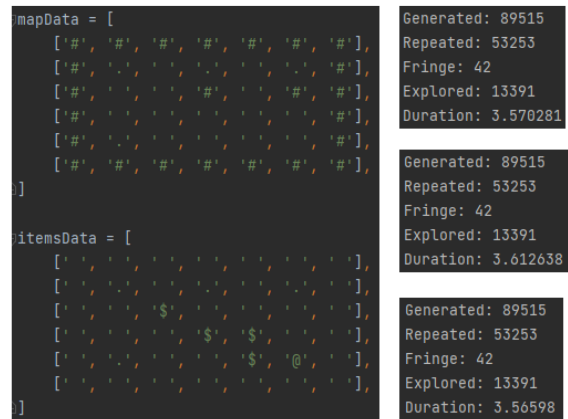 mapData = [
['#', '#', '#', '#', '#', '#', '#'],
['#', '.', ' ', '.', ' ', '.', '#'],
['#', ' ', ' ', '#', ' ', '#', '#'],
['#', ' ', ' ', ' ', ' ', ' ', '#'],
['#', '.', ' ', ' ', ' ', ' ', '#'],
['#', '#', '#', '#', '#', '#', '#'],
]
itemsData = [
[' ', ' ', ' ', ' ', ' ', ' ', ' '],
[' ', '.', ' ', '.', ' ', '.', ' '],
[' ', ' ', '$', ' ', ' ', ' ', ' '],
[' ', ' ', ' ', '$', '$', ' ', ' '],
[' ', '.', ' ', ' ', '$', '@', ' '],
[' ', ' ', ' ', ' ', ' ', ' ', ' '],
]
Generated: 89515
Repeated: 53253
Fringe: 42
Explored: 13391
Duration: 3.570281
Generated: 89515
Repeated: 53253
Fringe: 42
Explored: 13391
Duration: 3.612638
Generated: 89515
Repeated: 53253
Fringe: 42
Explored: 13391
Duration: 3.56598